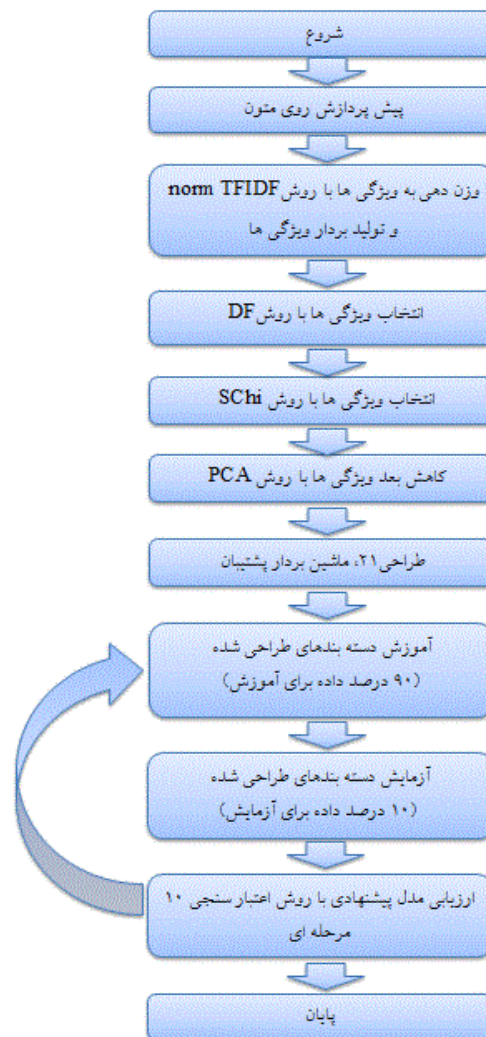 شروع
پیش پردازش روی متون
وزن دهی به ویژگی ها با روش norm TFIDF
و تولید بردار ویژگی ها
انتخاب ویژگی ها با روش DF
انتخاب ویژگی ها با روش SChi
کاهش بعد ویژگی ها با روش PCA
طراحی۲۱، ماشین بردار پشتیبان
آموزش دسته بندهای طراحی شده
(۹۰ درصد داده برای آموزش)
آزمایش دسته بندهای طراحی شده
(۱۰ درصد داده برای آزمایش)
ارزیابی مدل پیشنهادی با روش اعتبار سنجی ۱۰
مرحله ای
پایان